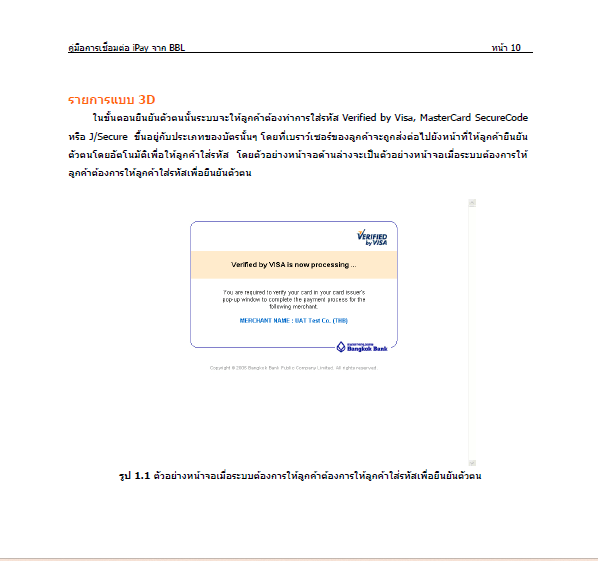 คู่มือการเชื่อมต่อ iPay จาก BBL
หน้า 10
รายการแบบ 3D
ในขั้นตอนยืนยันตัวตนนั้นระบบจะให้ลูกค้าต้องทำการใส่รหัส Verified by Visa, MasterCard SecureCode
หรือ J/Secure ขึ้นอยู่กับประเภทของบัตรนั้นๆ โดยที่เบราว์เซอร์ของลูกค้าจะถูกส่งต่อไปยังหน้าที่ให้ลูกค้ายืนยัน
ตัวตนโดยอัตโนมัติเพื่อให้ลูกค้าใส่รหัส โดยตัวอย่างหน้าจอด้านล่างจะเป็นตัวอย่างหน้าจอเมื่อระบบต้องการให้
ลูกค้าต้องการให้ลูกค้าใส่รหัสเพื่อยืนยันตัวตน
VERIFIED
by VISA
Verified by VISA is now processing ...
You are required to verify your card in your card issuer's
pop-up window to complete the payment process for the
following merchant.
MERCHANT NAME : UAT Test Co. (THB)
Bangkok Bank
Copyright © 2006 Bangkok Bank Public Company Limited. All rights reserved.
รูป 1.1 ตัวอย่างหน้าจอเมื่อระบบต้องการให้ลูกค้าต้องการให้ลูกค้าใส่รหัสเพื่อยืนยันตัวตน